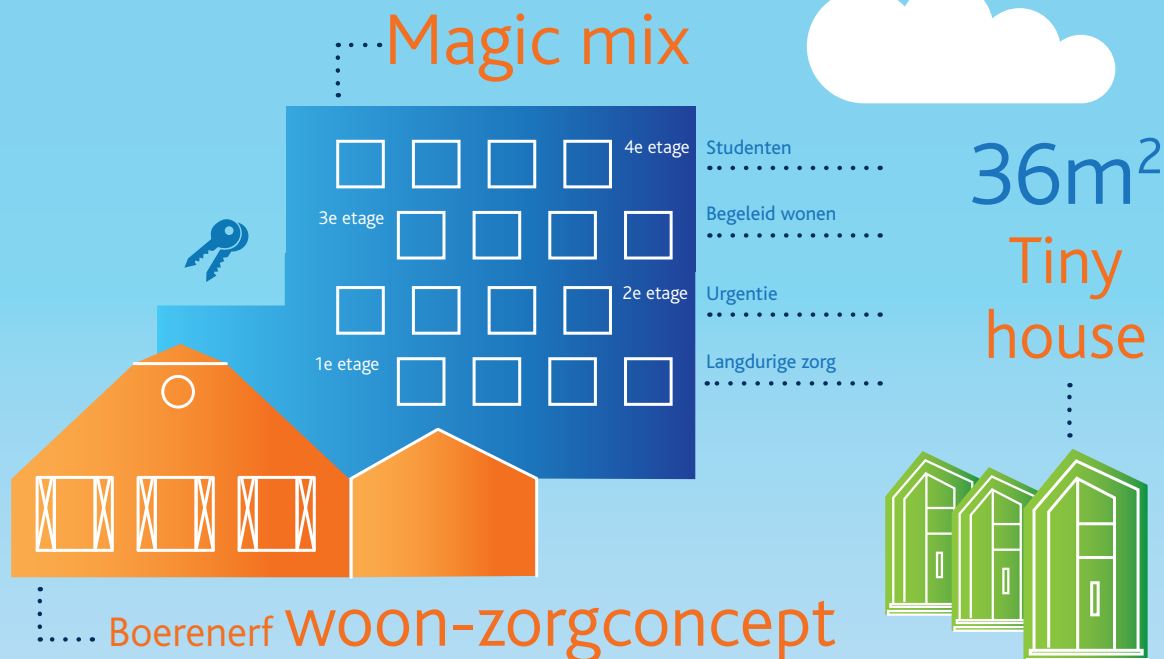 Magic mix
4e etage Studenten
3e etage Begeleid wonen
2e etage Urgentie
1e etage Langdurige zorg
36m²
Tiny
house
Boerenerf woon-zorgconcept